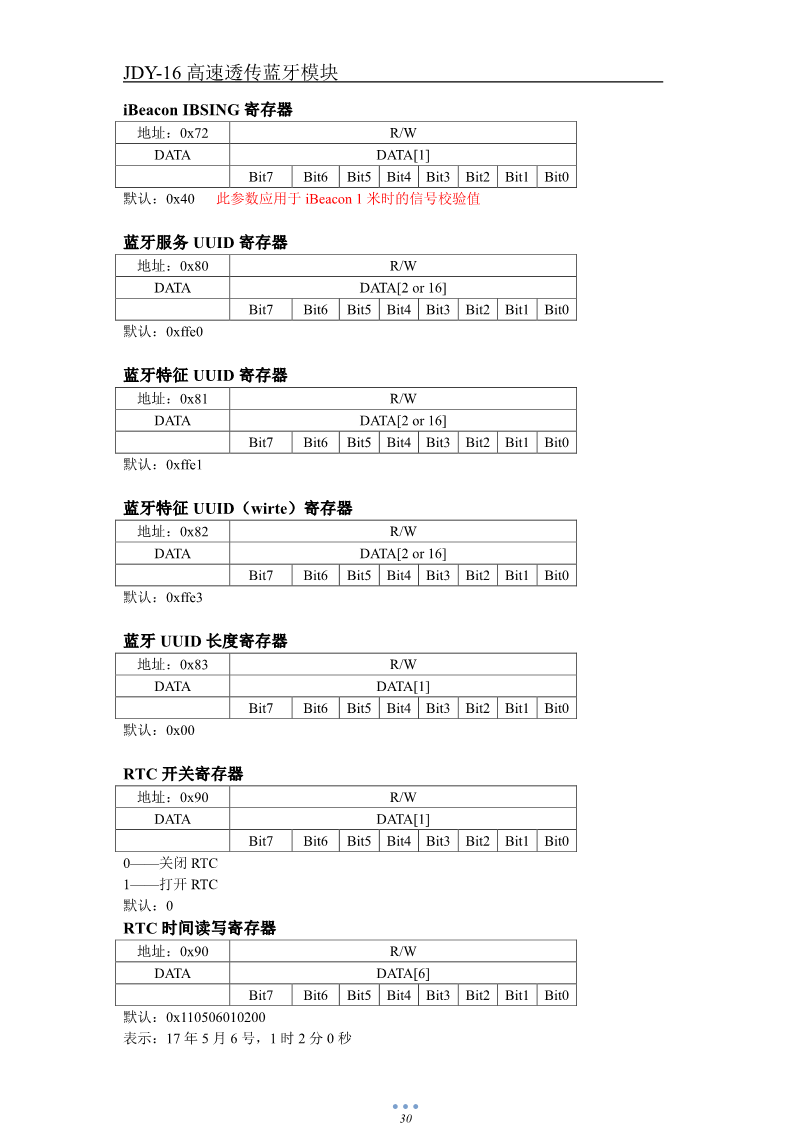 JDY-16 高速透传蓝牙模块
iBeacon IBSING 寄存器
地址：0x72 R/W
DATA DATA[1]
Bit7 Bit6 Bit5 Bit4 Bit3 Bit2 Bit1 Bit0
默认：0x40 此参数应用于 iBeacon 1 米时的信号校验值
蓝牙服务 UUID 寄存器
地址：0x80 R/W
DATA DATA[2 or 16]
Bit7 Bit6 Bit5 Bit4 Bit3 Bit2 Bit1 Bit0
默认：0xffe0
蓝牙特征 UUID 寄存器
地址：0x81 R/W
DATA DATA[2 or 16]
Bit7 Bit6 Bit5 Bit4 Bit3 Bit2 Bit1 Bit0
默认：0xffe1
蓝牙特征 UUID（wirte）寄存器
地址：0x82 R/W
DATA DATA[2 or 16]
Bit7 Bit6 Bit5 Bit4 Bit3 Bit2 Bit1 Bit0
默认：0xffe3
蓝牙 UUID 长度寄存器
地址：0x83 R/W
DATA DATA[1]
Bit7 Bit6 Bit5 Bit4 Bit3 Bit2 Bit1 Bit0
默认：0x00
RTC 开关寄存器
地址：0x90 R/W
DATA DATA[1]
Bit7 Bit6 Bit5 Bit4 Bit3 Bit2 Bit1 Bit0
0——关闭 RTC
1——打开 RTC
默认：0
RTC 时间读写寄存器
地址：0x90 R/W
DATA DATA[6]
Bit7 Bit6 Bit5 Bit4 Bit3 Bit2 Bit1 Bit0
默认：0x110506010200
表示：17 年 5 月 6 号，1 时 2 分 0 秒
30